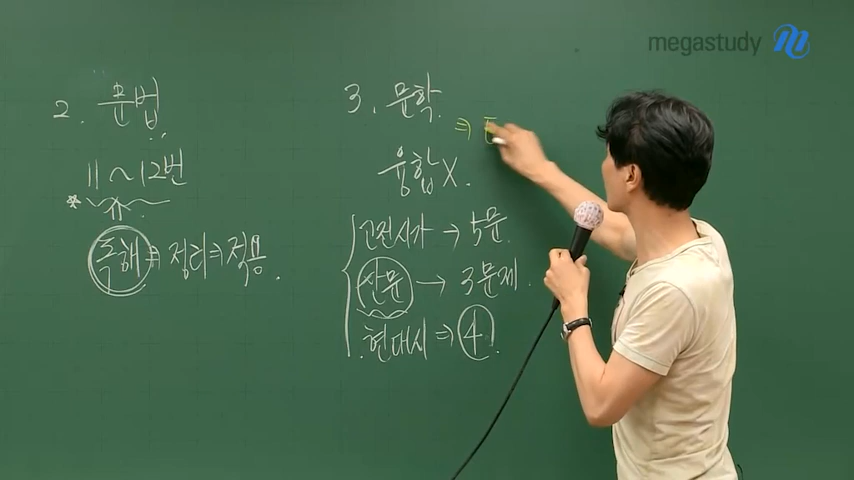 megastudy
2. 문법
11~12번
* ㅠ.
독해 ⇒ 정리 ⇒ 적용.
3. 문학
⇒
융합X.
고전시가 → 5문.
산문 → 3문제.
현대시 ⇒ ④.